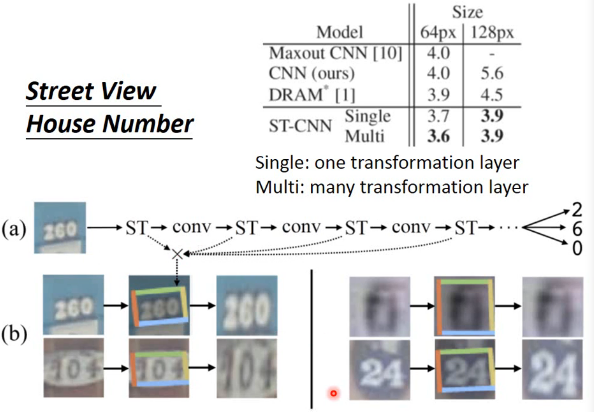 Street View
House Number
Size
Model 64px 128px
Maxout CNN [10] 4.0 -
CNN (ours) 4.0 5.6
DRAM* [1] 3.9 4.5
ST-CNN Single 3.7 3.9
Multi 3.6 3.9
Single: one transformation layer
Multi: many transformation layer
(a) 260 ST conv ST conv ST conv ST ... 2
6
0
×
(b) 260 260 260
104 104 104 24 24 24